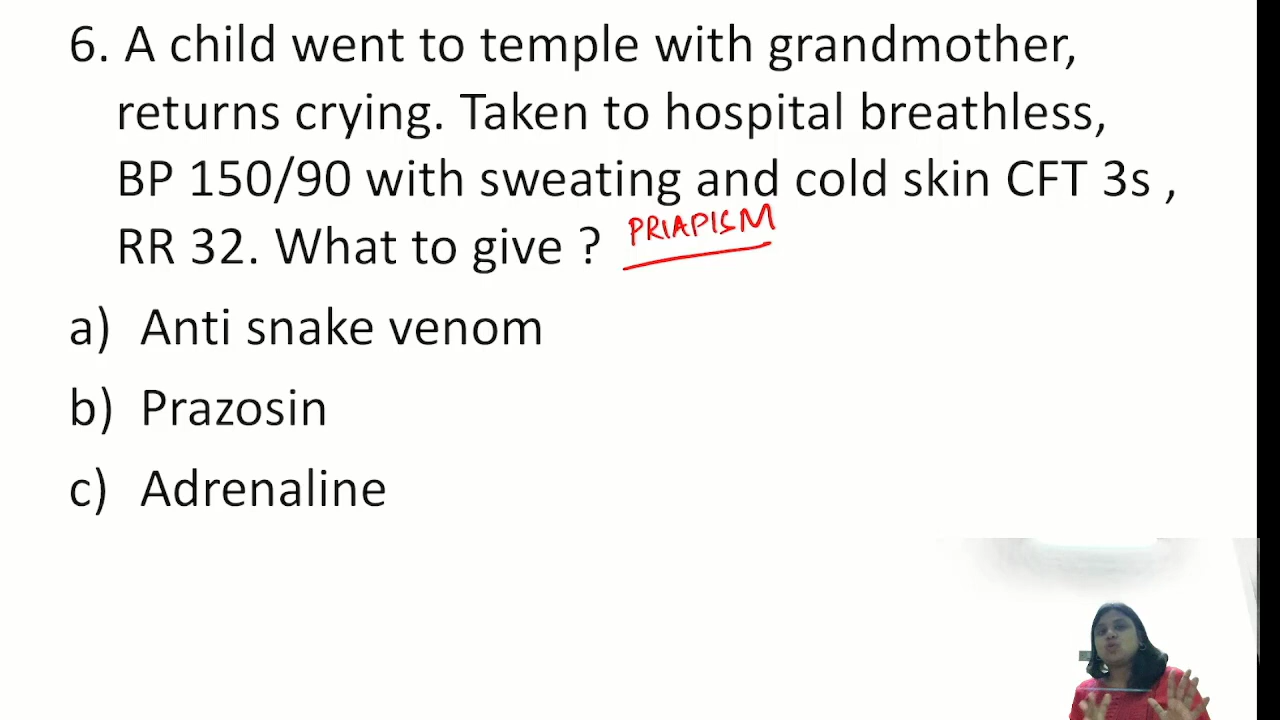 6. A child went to temple with grandmother,
returns crying. Taken to hospital breathless,
BP 150/90 with sweating and cold skin CFT 3s ,
RR 32. What to give ? PRIAPISM
a) Anti snake venom
b) Prazosin
c) Adrenaline